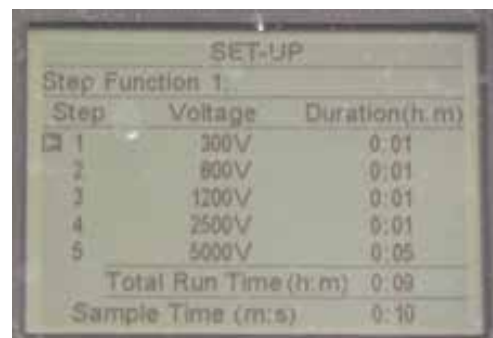 SET-UP
Step Function 1:
Step Voltage Duration(h:m)
1 300V 0:01
2 800V 0:01
3 1200V 0:01
4 2500V 0:01
5 5000V 0:05
Total Run Time (h:m) 0:09
Sample Time (m:s) 0:10